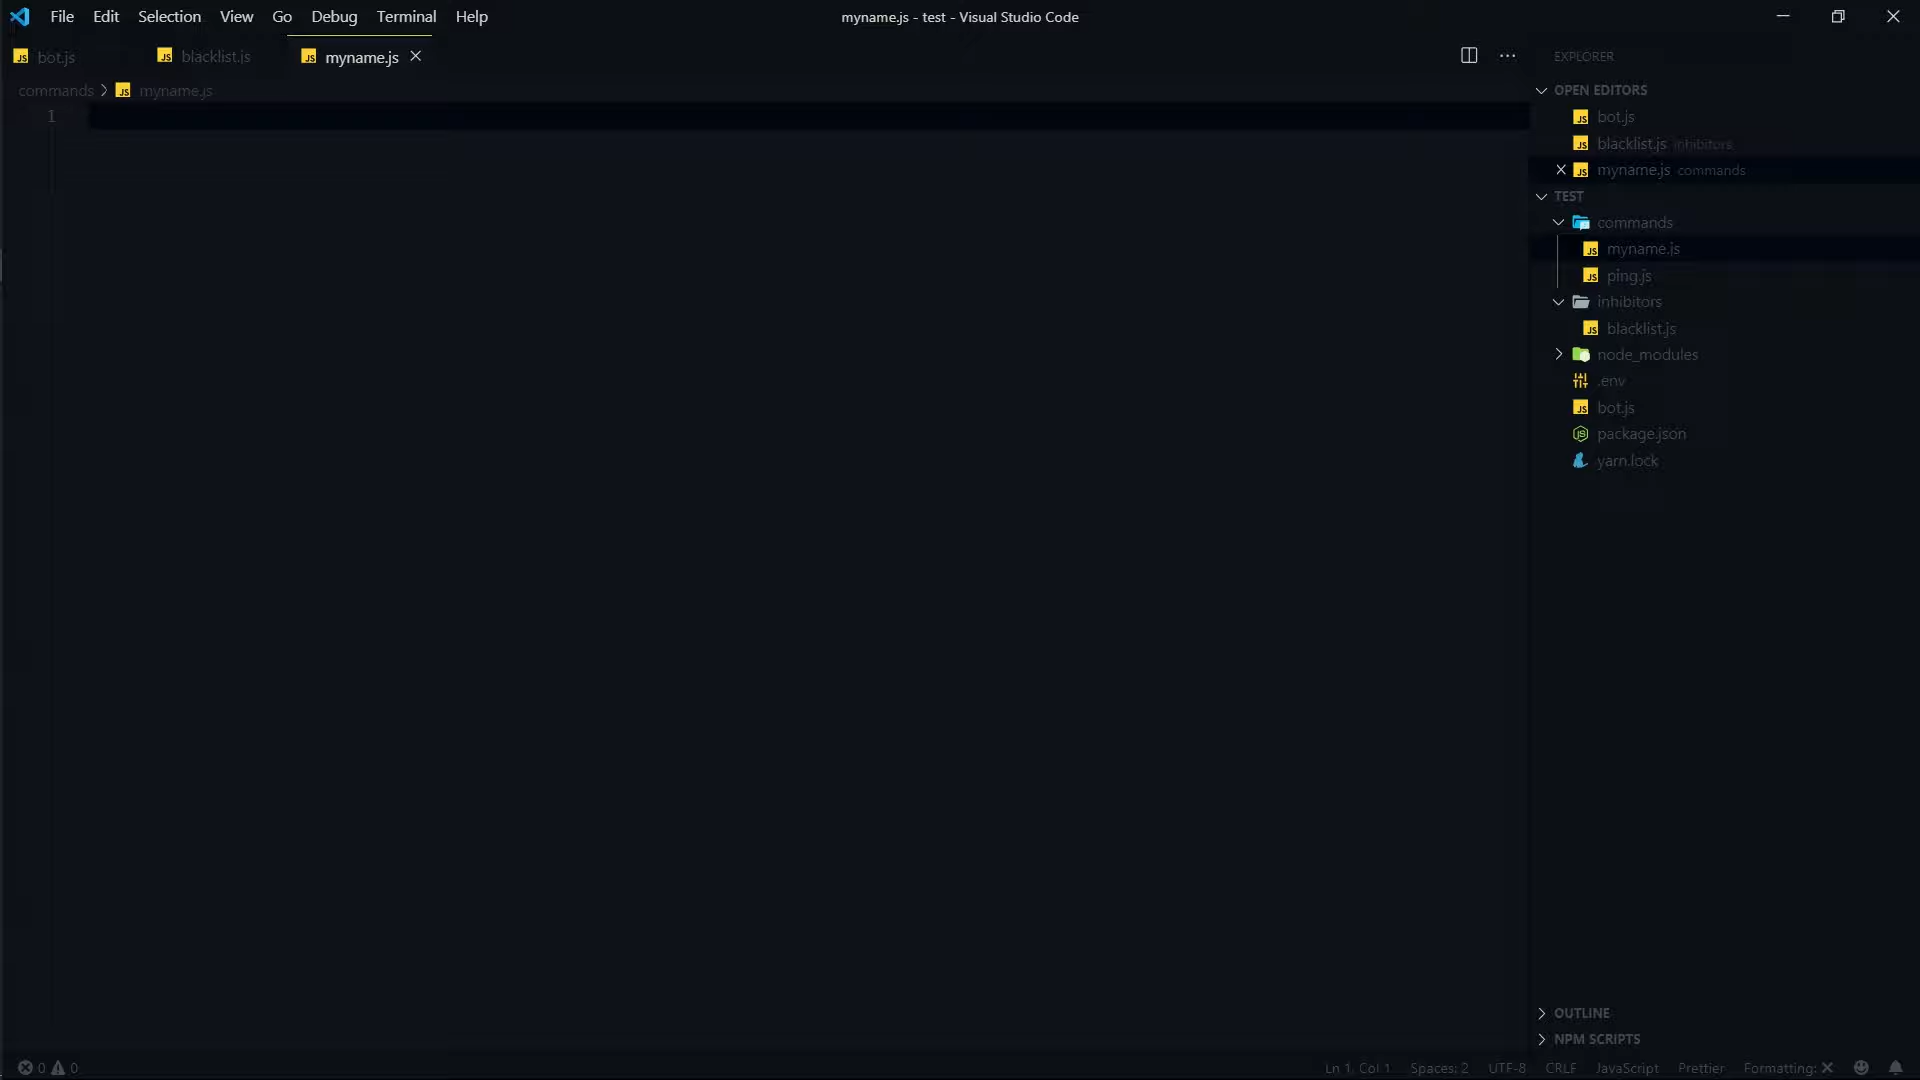 File Edit Selection View Go Debug Terminal Help
myname.js - test - Visual Studio Code
bot.js blacklist.js myname.js
commands myname.js
1
EXPLORER
OPEN EDITORS
bot.js
blacklist.js inhibitors
myname.js commands
TEST
commands
myname.js
ping.js
inhibitors
blacklist.js
node_modules
.env
bot.js
package.json
yarn.lock
OUTLINE
NPM SCRIPTS
0 0 Ln 1, Col 1 Spaces: 2 UTF-8 CRLF JavaScript Prettier Formatting: ✕